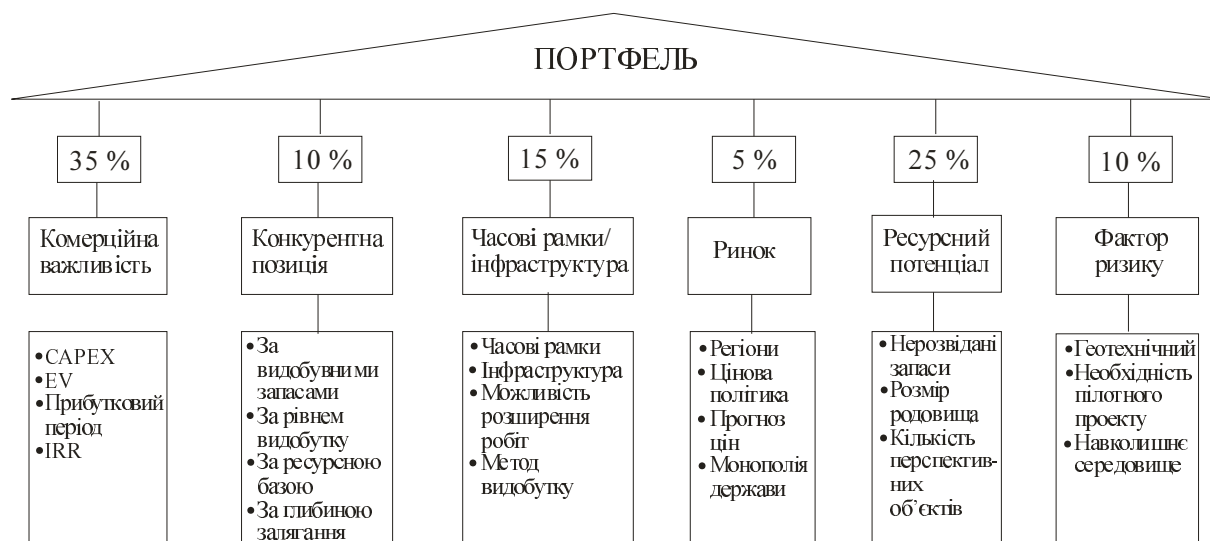 ПОРТФЕЛЬ
35 %
10 %
15 %
5 %
25 %
10 %
Комерційна
важливість
Конкурентна
позиція
Часові рамки/
інфраструктура
Ринок
Ресурсний
потенціал
Фактор
ризику
•CAPEX
•EV
•Прибутковий
період
•IRR
•За
видобувними
запасами
•За рівнем
видобутку
•За ресурсною
базою
•За глибиною
залягання
•Часові рамки
•Інфраструктура
•Можливість
розширення
робіт
•Метод
видобутку
•Регіони
•Цінова
політика
•Прогноз
цін
•Монополія
держави
•Нерозвідані
запаси
•Розмір
родовища
•Кількість
перспектив-
них
об’єктів
•Геотехнічний
•Необхідність
пілотного
проекту
•Навколишнє
середовище